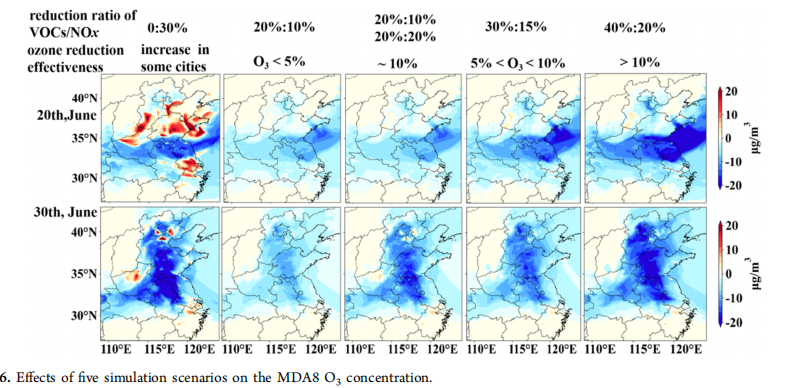 reduction ratio of
VOCs/NOx
0:30%
20%:10%
20%:10%
20%:20%
30%:15%
40%:20%
ozone reduction
effectiveness
increase in
some cities
O3 < 5%
~ 10%
5% < O3 < 10%
> 10%
40°N
20th,June
35°N
30°N
20
10
0
-10
-20
µg/m3
30th, June
40°N
35°N
30°N
20
10
0
-10
-20
µg/m3
110°E 115°E 120°E 110°E 115°E 120°E 110°E 115°E 120°E 110°E 115°E 120°E 110°E 115°E 120°E
6. Effects of five simulation scenarios on the MDA8 O3 concentration.